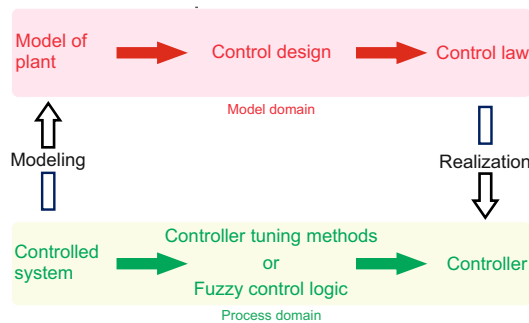 Model of
plant
Control design
Control law
Model domain
Modeling
Realization
Controlled
system
Controller tuning methods
or
Fuzzy control logic
Controller
Process domain